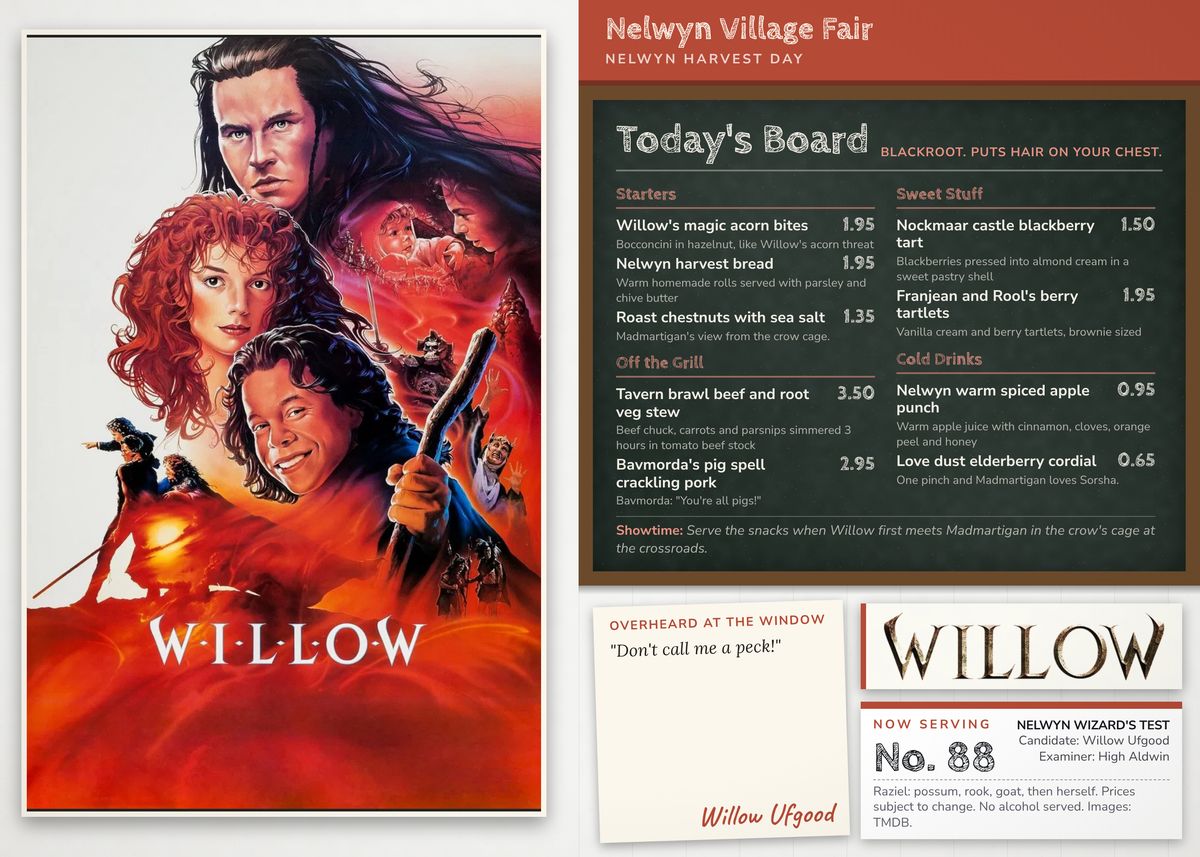 W·I·L·L·O·W
Nelwyn Village Fair
NELWYN HARVEST DAY
Today's Board
BLACKROOT. PUTS HAIR ON YOUR CHEST.
Starters
Willow's magic acorn bites 1.95
Bocconcini in hazelnut, like Willow's acorn threat
Nelwyn harvest bread 1.95
Warm homemade rolls served with parsley and
chive butter
Roast chestnuts with sea salt 1.35
Madmartigan's view from the crow cage.
Off the Grill
Tavern brawl beef and root 3.50
veg stew
Beef chuck, carrots and parsnips simmered 3
hours in tomato beef stock
Bavmorda's pig spell 2.95
crackling pork
Bavmorda: "You're all pigs!"
Sweet Stuff
Nockmaar castle blackberry 1.50
tart
Blackberries pressed into almond cream in a
sweet pastry shell
Franjean and Rool's berry 1.95
tartlets
Vanilla cream and berry tartlets, brownie sized
Cold Drinks
Nelwyn warm spiced apple 0.95
punch
Warm apple juice with cinnamon, cloves, orange
peel and honey
Love dust elderberry cordial 0.65
One pinch and Madmartigan loves Sorsha.
Showtime: Serve the snacks when Willow first meets Madmartigan in the crow's cage at
the crossroads.
OVERHEARD AT THE WINDOW
"Don't call me a peck!"
Willow Ufgood
WILLOW
NOW SERVING
No. 88
NELWYN WIZARD'S TEST
Candidate: Willow Ufgood
Examiner: High Aldwin
Raziel: possum, rook, goat, then herself. Prices
subject to change. No alcohol served. Images:
TMDB.